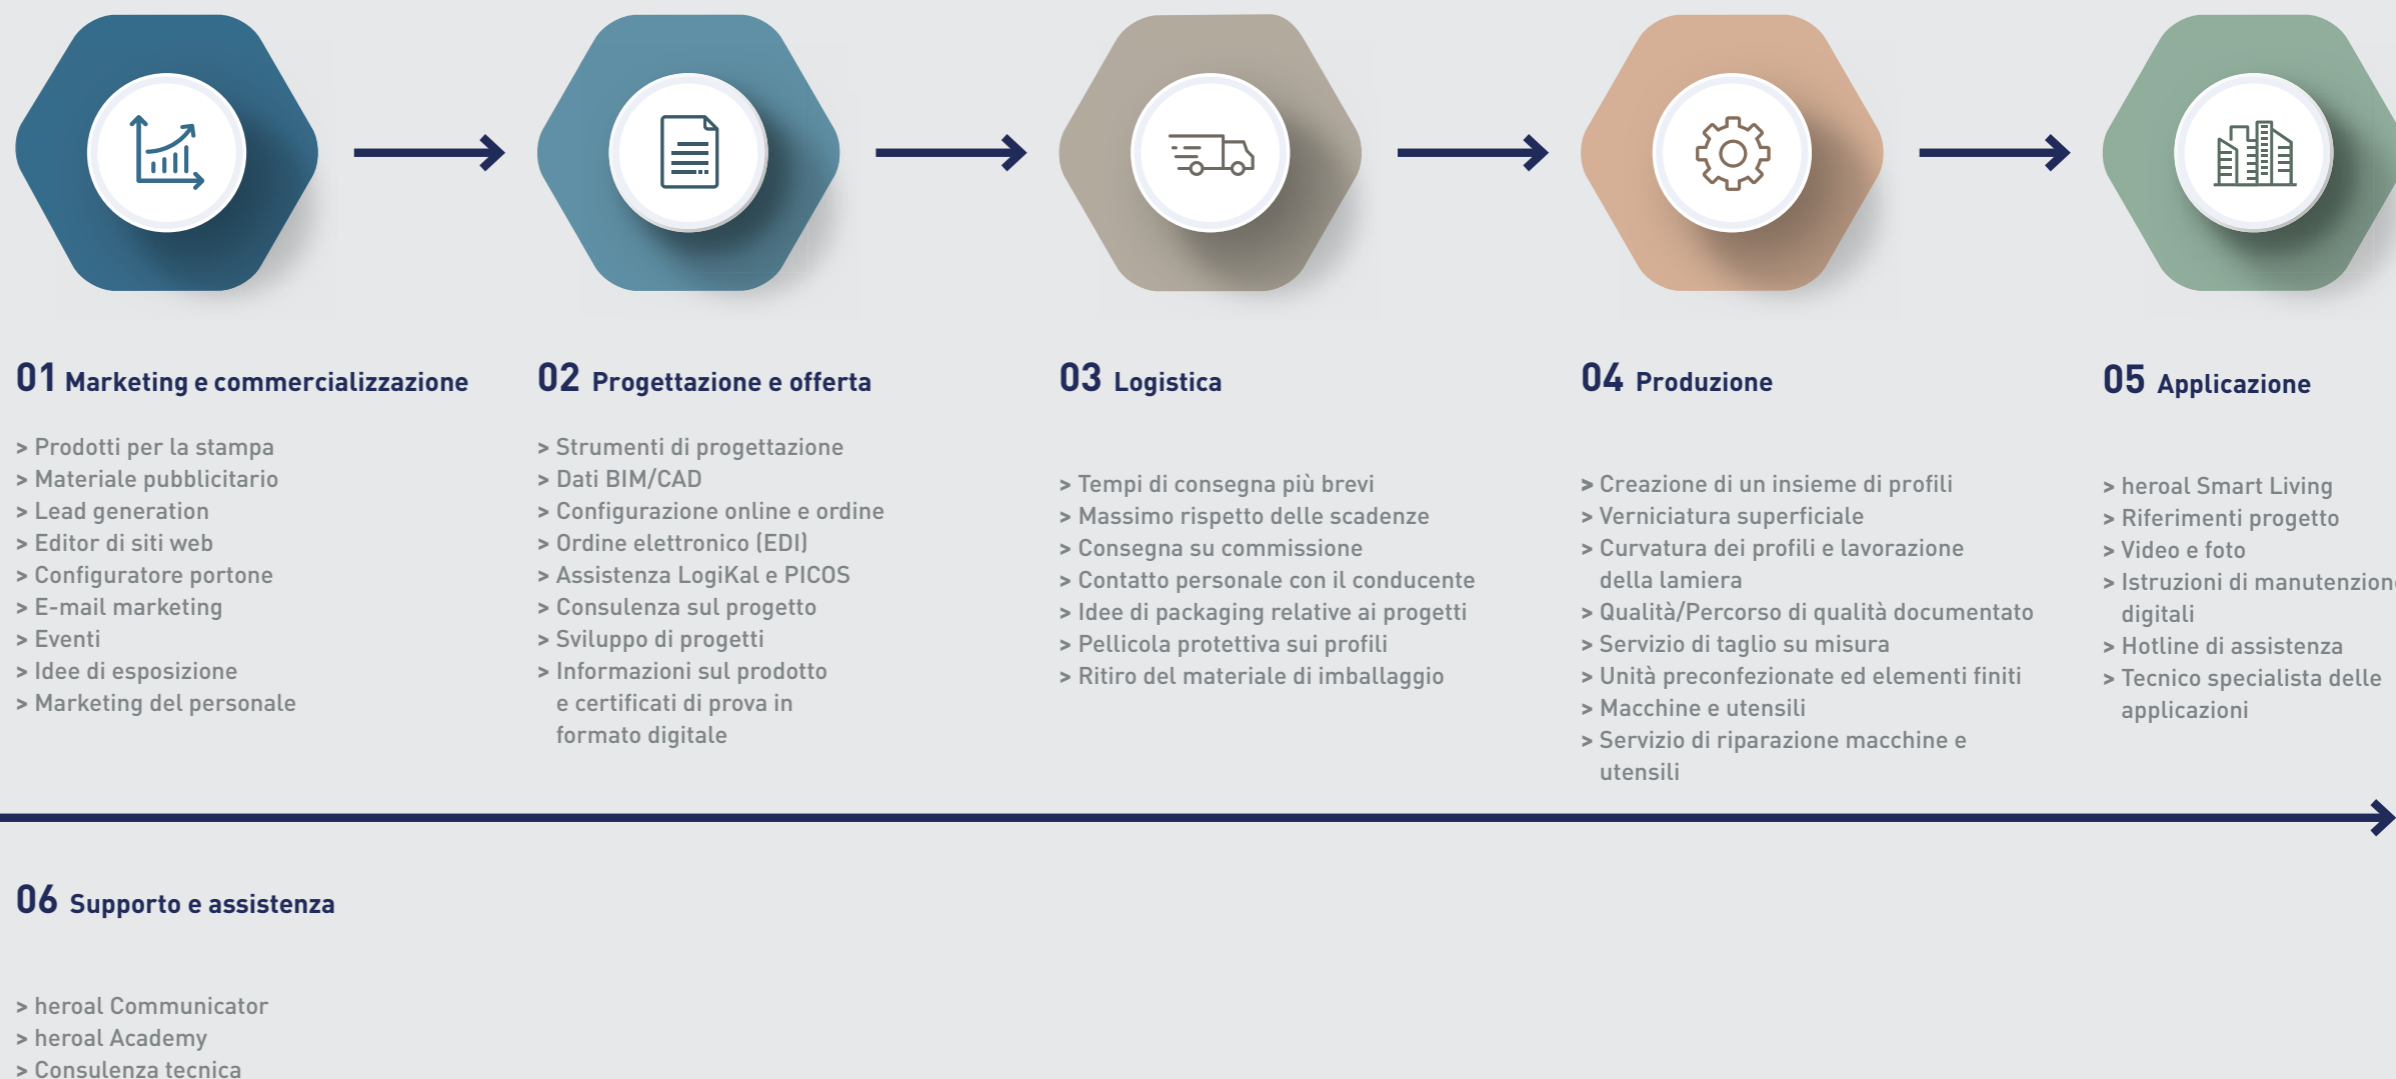 01 Marketing e commercializzazione
> Prodotti per la stampa
> Materiale pubblicitario
> Lead generation
> Editor di siti web
> Configuratore portone
> E-mail marketing
> Eventi
> Idee di esposizione
> Marketing del personale
02 Progettazione e offerta
> Strumenti di progettazione
> Dati BIM/CAD
> Configurazione online e ordine
> Ordine elettronico (EDI)
> Assistenza LogiKal e PICOS
> Consulenza sul progetto
> Sviluppo di progetti
> Informazioni sul prodotto
e certificati di prova in
formato digitale
03 Logistica
> Tempi di consegna più brevi
> Massimo rispetto delle scadenze
> Consegna su commissione
> Contatto personale con il conducente
> Idee di packaging relative ai progetti
> Pellicola protettiva sui profili
> Ritiro del materiale di imballaggio
04 Produzione
> Creazione di un insieme di profili
> Verniciatura superficiale
> Curvatura dei profili e lavorazione
della lamiera
> Qualità/Percorso di qualità documentato
> Servizio di taglio su misura
> Unità preconfezionate ed elementi finiti
> Macchine e utensili
> Servizio di riparazione macchine e
utensili
05 Applicazione
> heroal Smart Living
> Riferimenti progetto
> Video e foto
> Istruzioni di manutenzione
digitali
> Hotline di assistenza
> Tecnico specialista delle
applicazioni
06 Supporto e assistenza
> heroal Communicator
> heroal Academy
> Consulenza tecnica